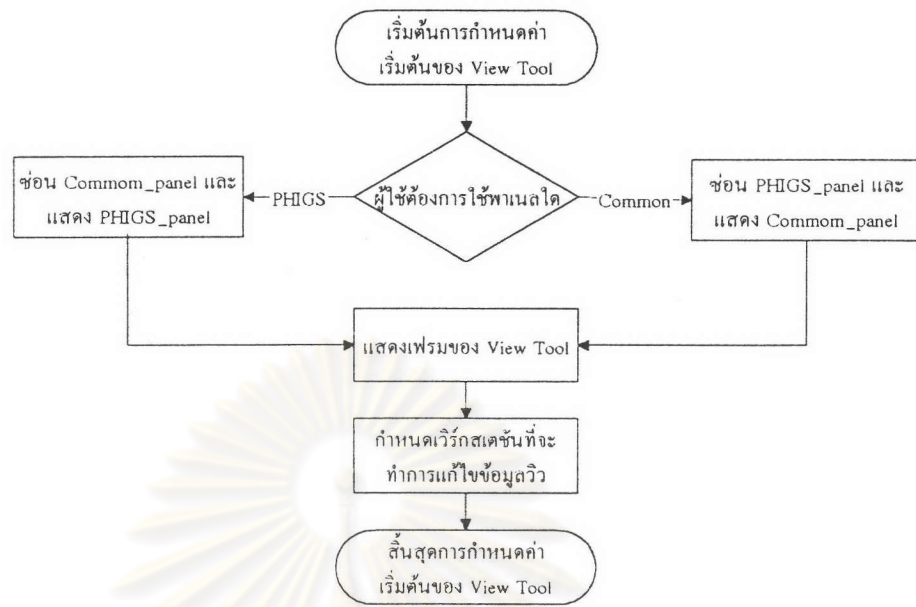 เริ่มต้นการกำหนดค่า
เริ่มต้นของ View Tool
ผู้ใช้ต้องการใช้พาเนลใด
PHIGS
Common
ซ่อน Commom_panel และ
แสดง PHIGS_panel
ซ่อน PHIGS_panel และ
แสดง Commom_panel
แสดงเฟรมของ View Tool
กำหนดเวิร์กสเตชันที่จะ
ทำการแก้ไขข้อมูลวิว
สิ้นสุดการกำหนดค่า
เริ่มต้นของ View Tool